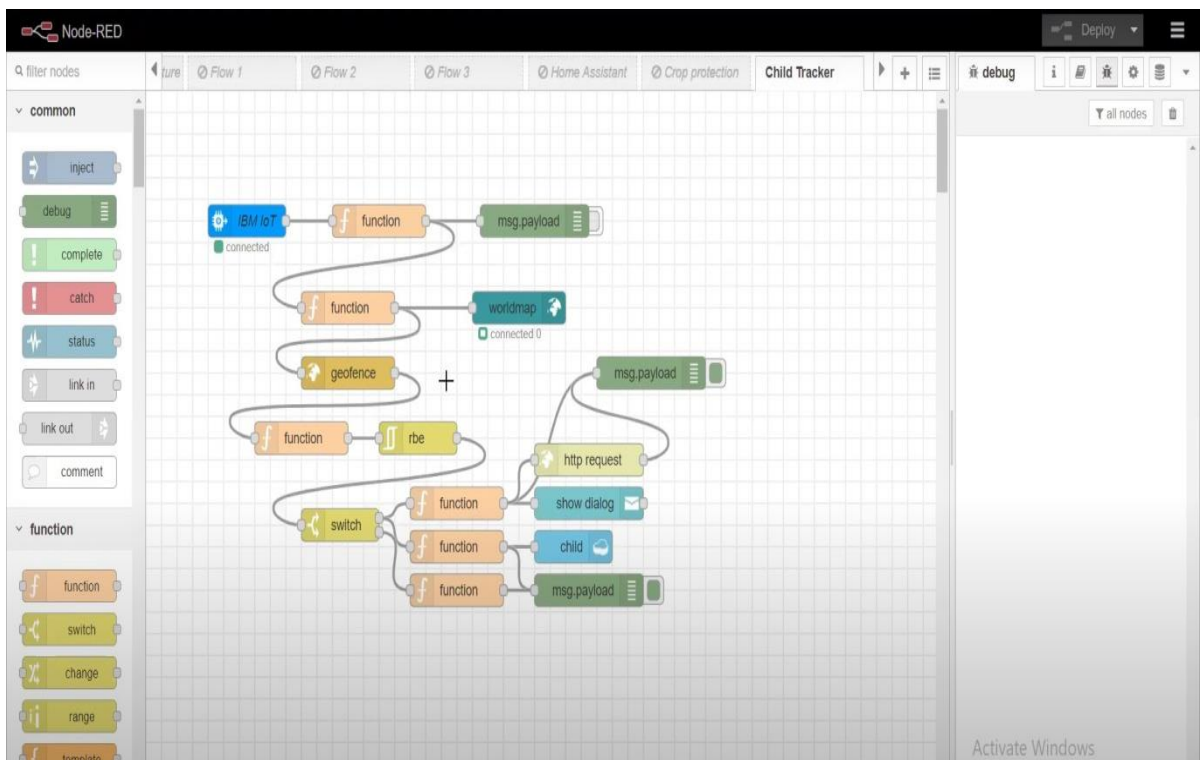 Node-RED
Deploy
filter nodes
ture
Flow 1
Flow 2
Flow 3
Home Assistant
Crop protection
Child Tracker
debug
i
all nodes
common
inject
debug
complete
catch
status
link in
link out
comment
function
function
switch
change
range
template
IBM IoT
connected
function
msg.payload
function
worldmap
connected 0
geofence
msg.payload
function
rbe
http request
function
show dialog
switch
function
child
function
msg.payload
Activate Windows